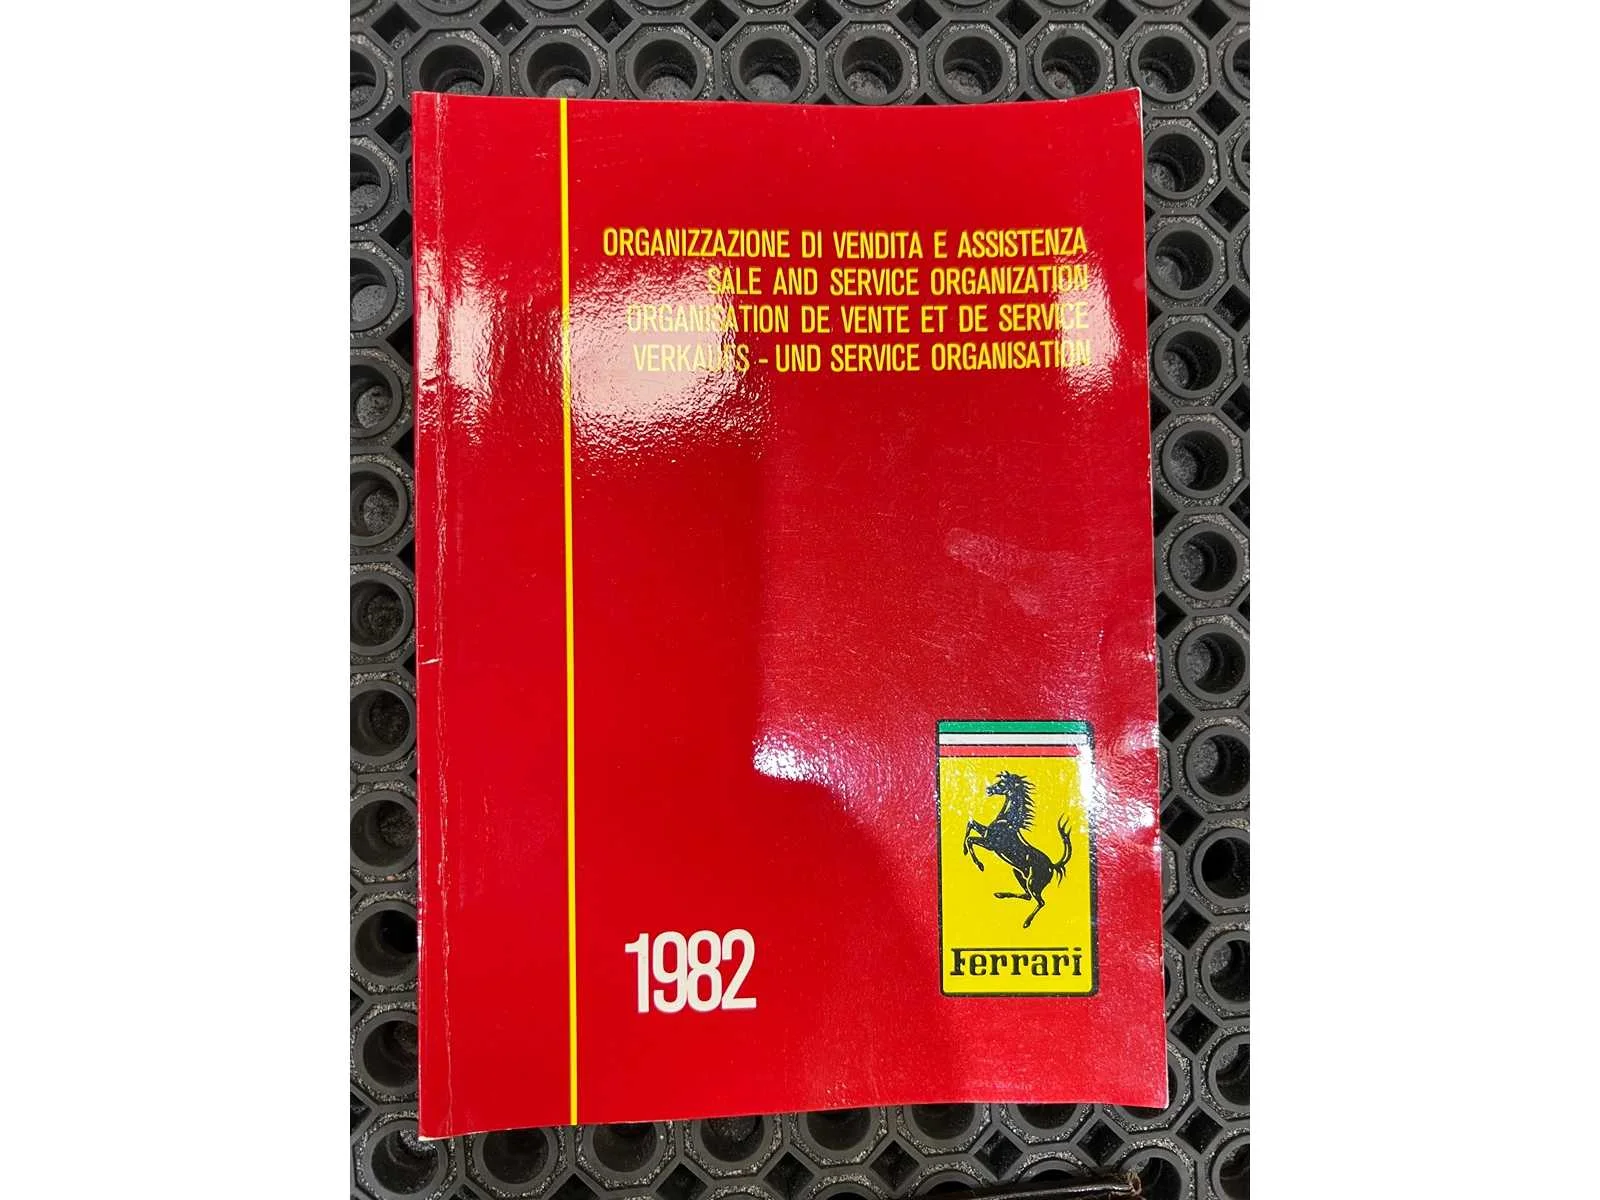 ORGANIZZAZIONE DI VENDITA E ASSISTENZA
SALE AND SERVICE ORGANIZATION
ORGANISATION DE VENTE ET DE SERVICE
VERKAUFS - UND SERVICE ORGANISATION
Ferrari
1982